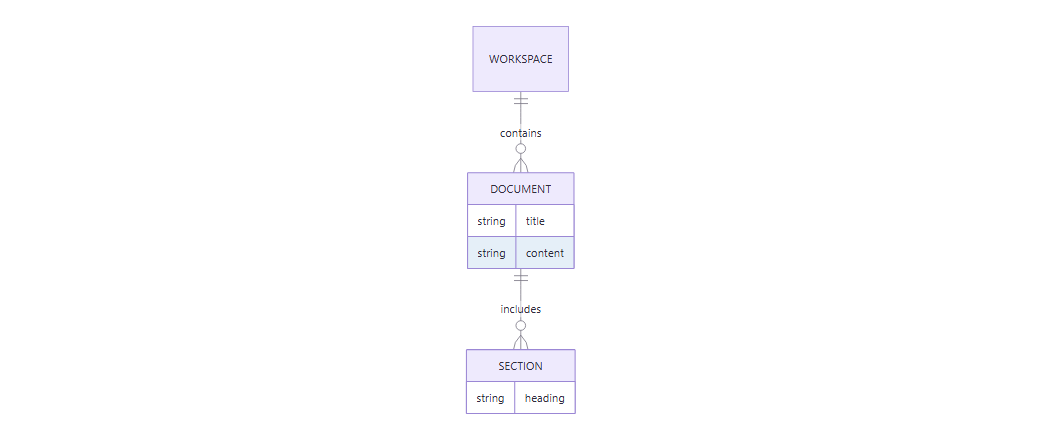 WORKSPACE
contains
DOCUMENT
string title
string content
includes
SECTION
string heading